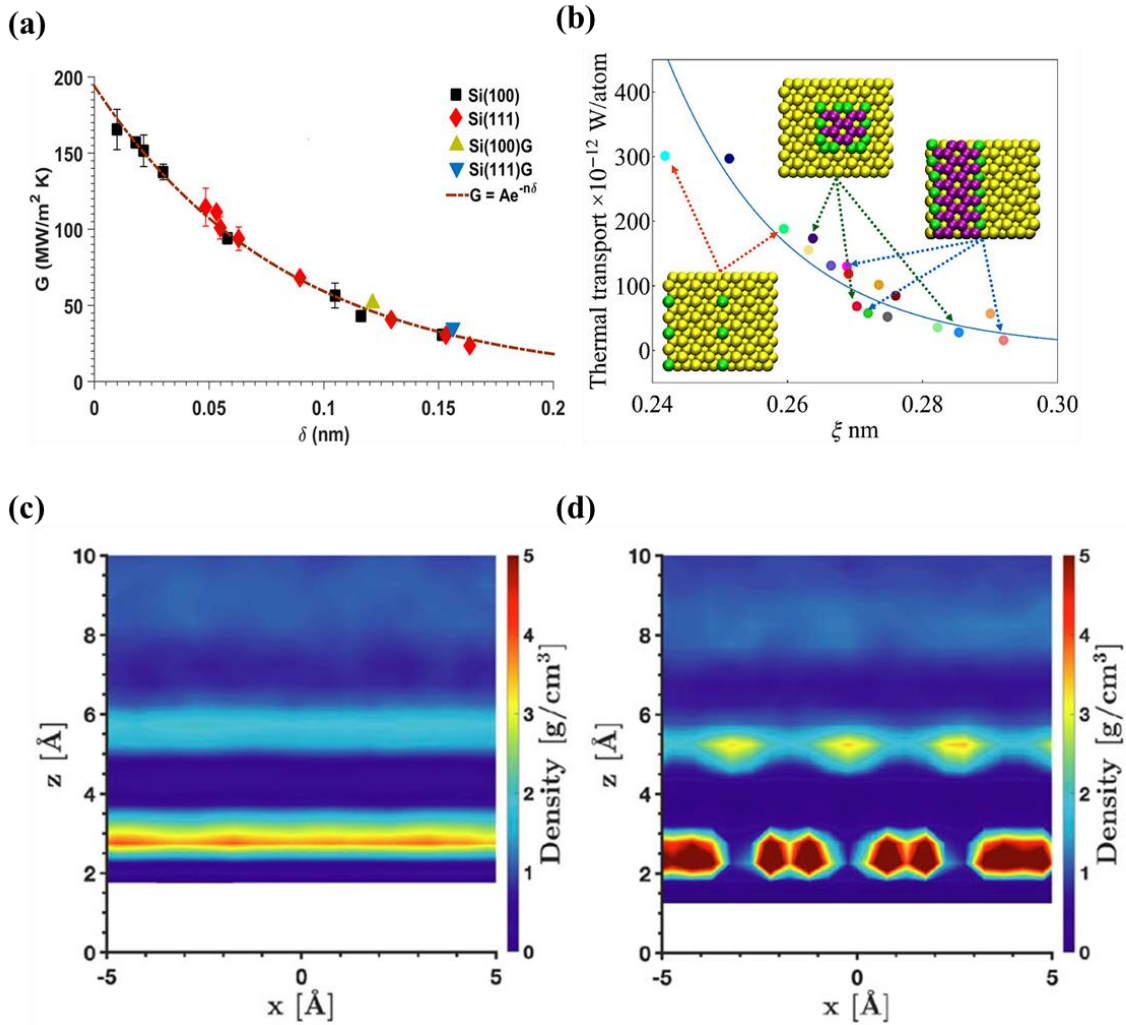 (a)
200
150
100
50
0
G (MW/m² K)
0
0.05
0.1
0.15
0.2
δ (nm)
Si(100)
Si(111)
Si(100)G
Si(111)G
G = Ae^-nδ
(b)
400
300
200
100
0
Thermal transport ×10⁻¹² W/atom
0.24
0.26
0.28
0.30
ξ nm
(c)
10
8
6
4
2
0
z [Å]
-5
0
5
x [Å]
5
4
3
2
1
0
Density [g/cm³]
(d)
10
8
6
4
2
0
z [Å]
-5
0
5
x [Å]
5
4
3
2
1
0
Density [g/cm³]